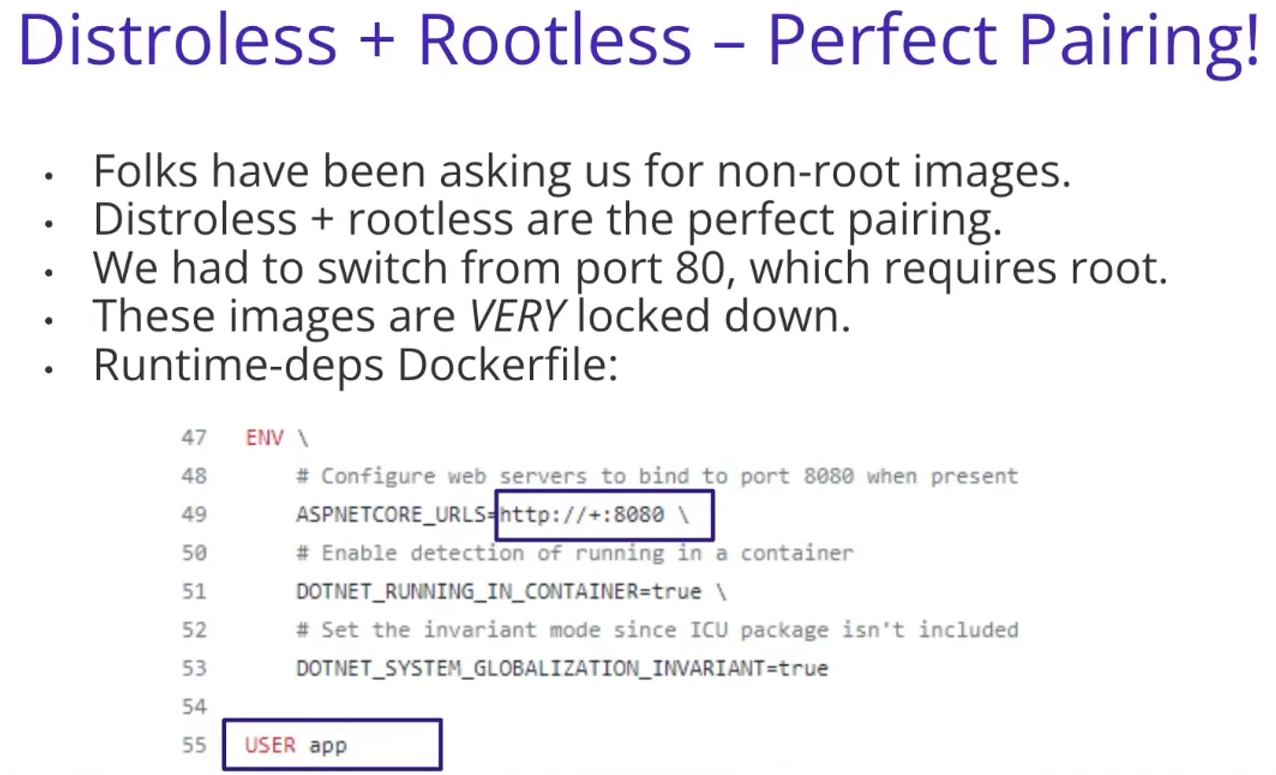 Distroless + Rootless – Perfect Pairing!
• Folks have been asking us for non-root images.
• Distroless + rootless are the perfect pairing.
• We had to switch from port 80, which requires root.
• These images are VERY locked down.
• Runtime-deps Dockerfile:
47 ENV \
48 # Configure web servers to bind to port 8080 when present
49 ASPNETCORE_URLS=http://+:8080 \
50 # Enable detection of running in a container
51 DOTNET_RUNNING_IN_CONTAINER=true \
52 # Set the invariant mode since ICU package isn't included
53 DOTNET_SYSTEM_GLOBALIZATION_INVARIANT=true
54
55 USER app